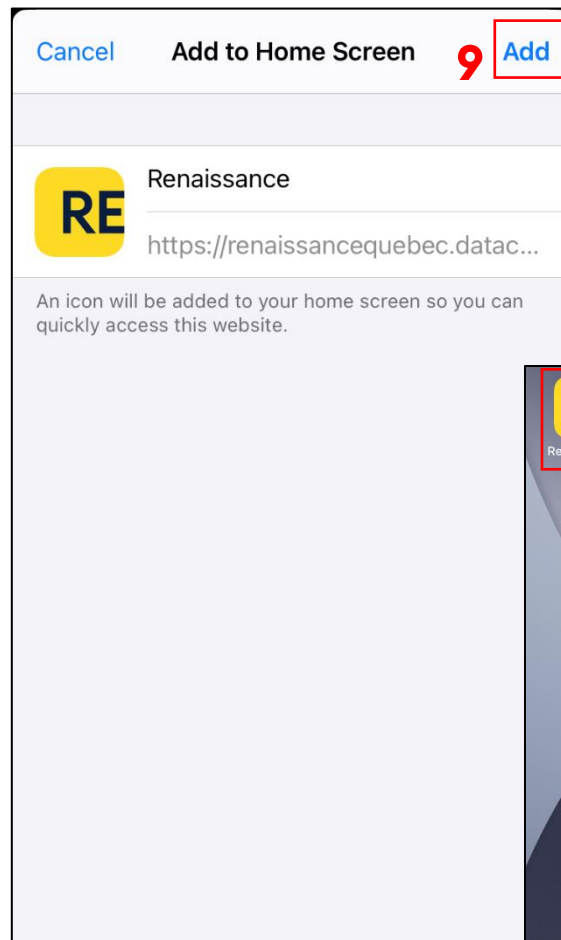 Cancel Add to Home Screen 9 Add
RE Renaissance
https://renaissancequebec.datac...
An icon will be added to your home screen so you can
quickly access this website.
Re